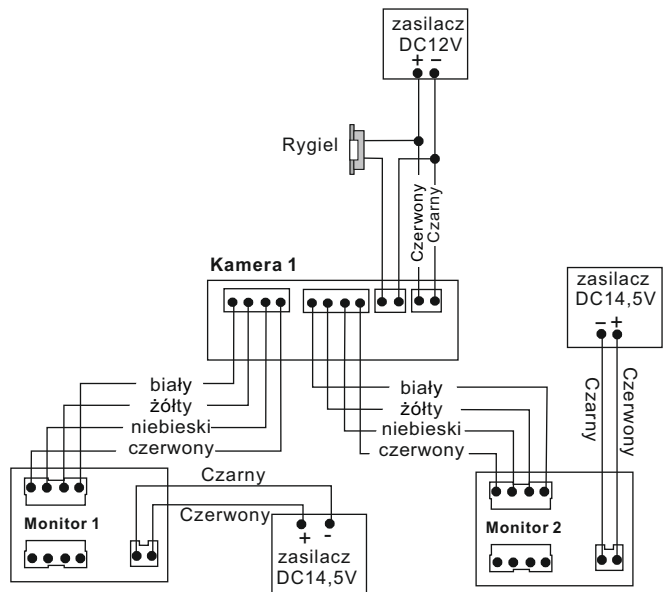 zasilacz
DC12V
+ −
Rygiel
Czerwony
Czarny
Kamera 1
zasilacz
DC14,5V
− +
Czarny
Czerwony
biały
żółty
niebieski
czerwony
biały
żółty
niebieski
czerwony
Czarny
Czerwony
Monitor 1
+ -
zasilacz
DC14,5V
Monitor 2